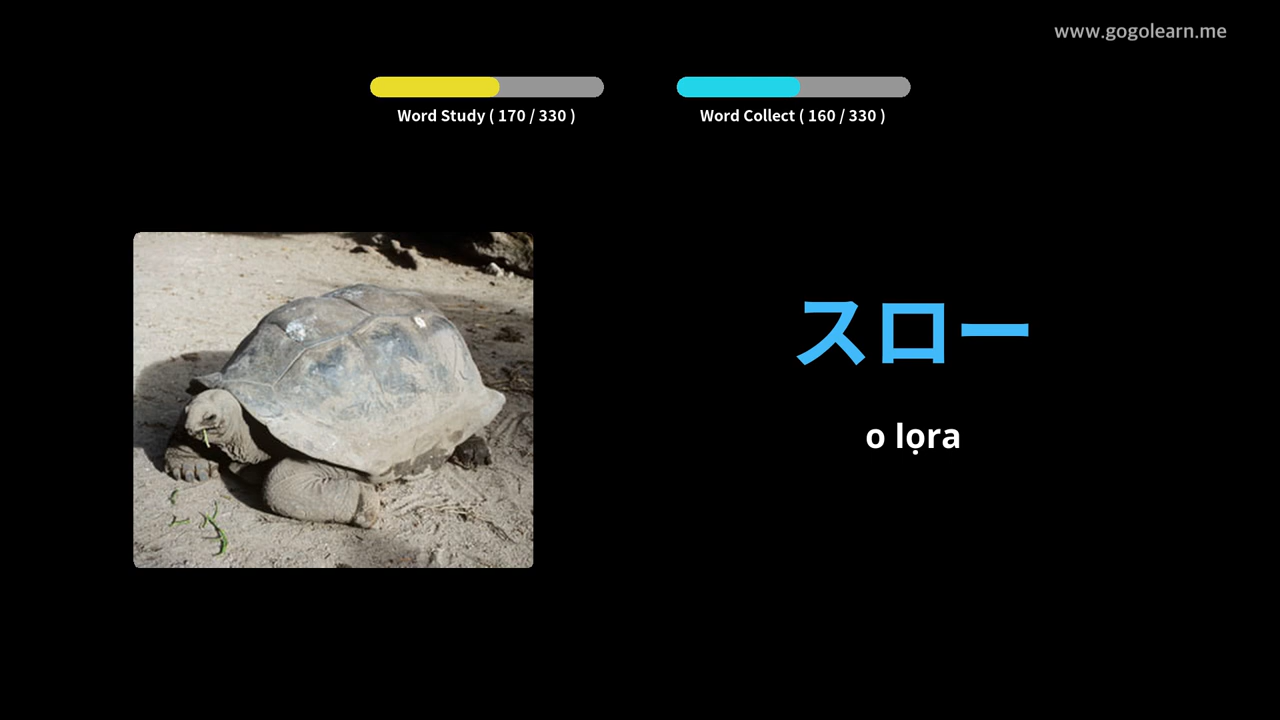 www.gogolearn.me
Word Study ( 170 / 330 )
Word Collect ( 160 / 330 )
スロー
o lọra